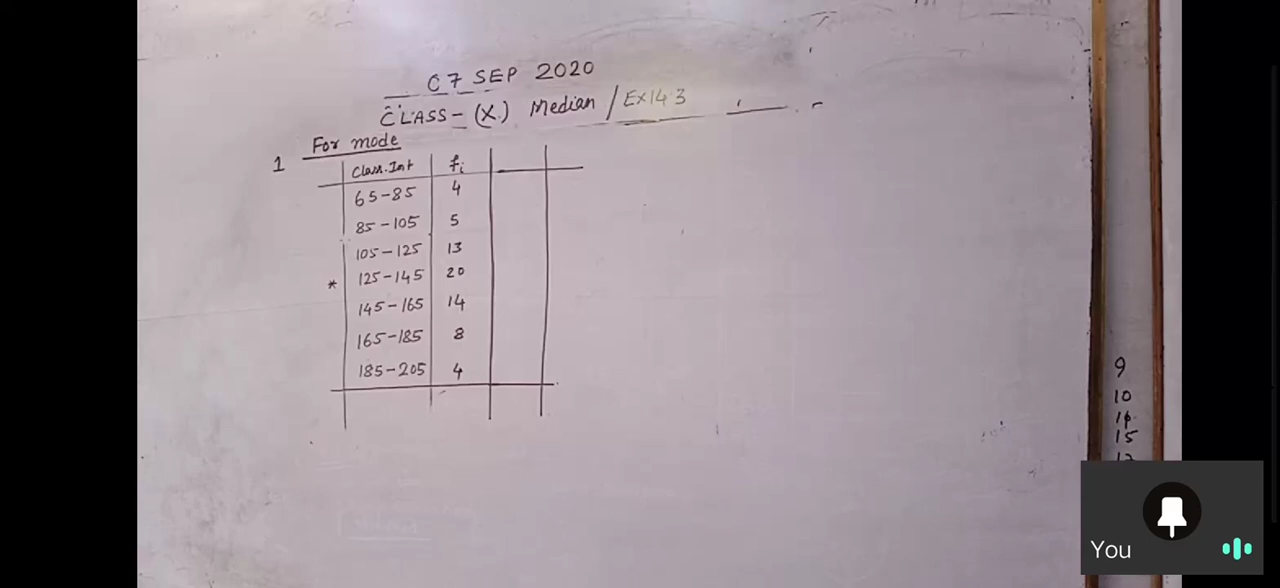 07 SEP 2020
CLASS-(X.) Median / EX14.3
1 For mode
Class.Int fi
65-85 4
85-105 5
105-125 13
* 125-145 20
145-165 14
165-185 8
185-205 4
9
10
15
You